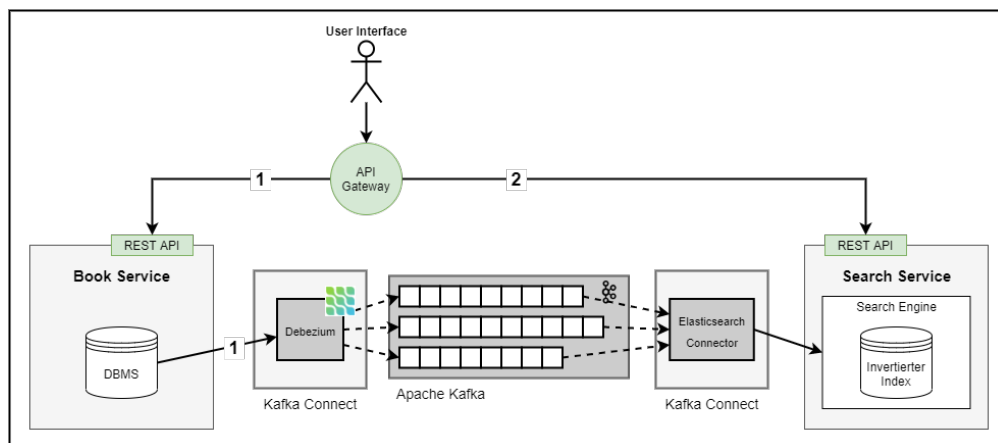 User Interface
API
Gateway
1
2
REST API
REST API
Book Service
Search Service
Search Engine
Debezium
Elasticsearch
Connector
1
DBMS
Invertierter
Index
Kafka Connect
Apache Kafka
Kafka Connect